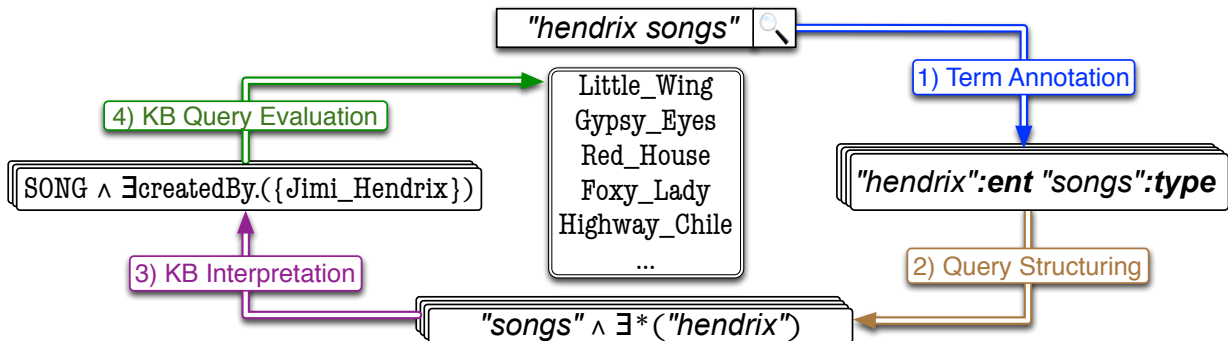 "hendrix songs"
1) Term Annotation
"hendrix":ent "songs":type
2) Query Structuring
"songs" ∧ ∃*("hendrix")
3) KB Interpretation
SONG ∧ ∃createdBy.({Jimi_Hendrix})
4) KB Query Evaluation
Little_Wing
Gypsy_Eyes
Red_House
Foxy_Lady
Highway_Chile
...